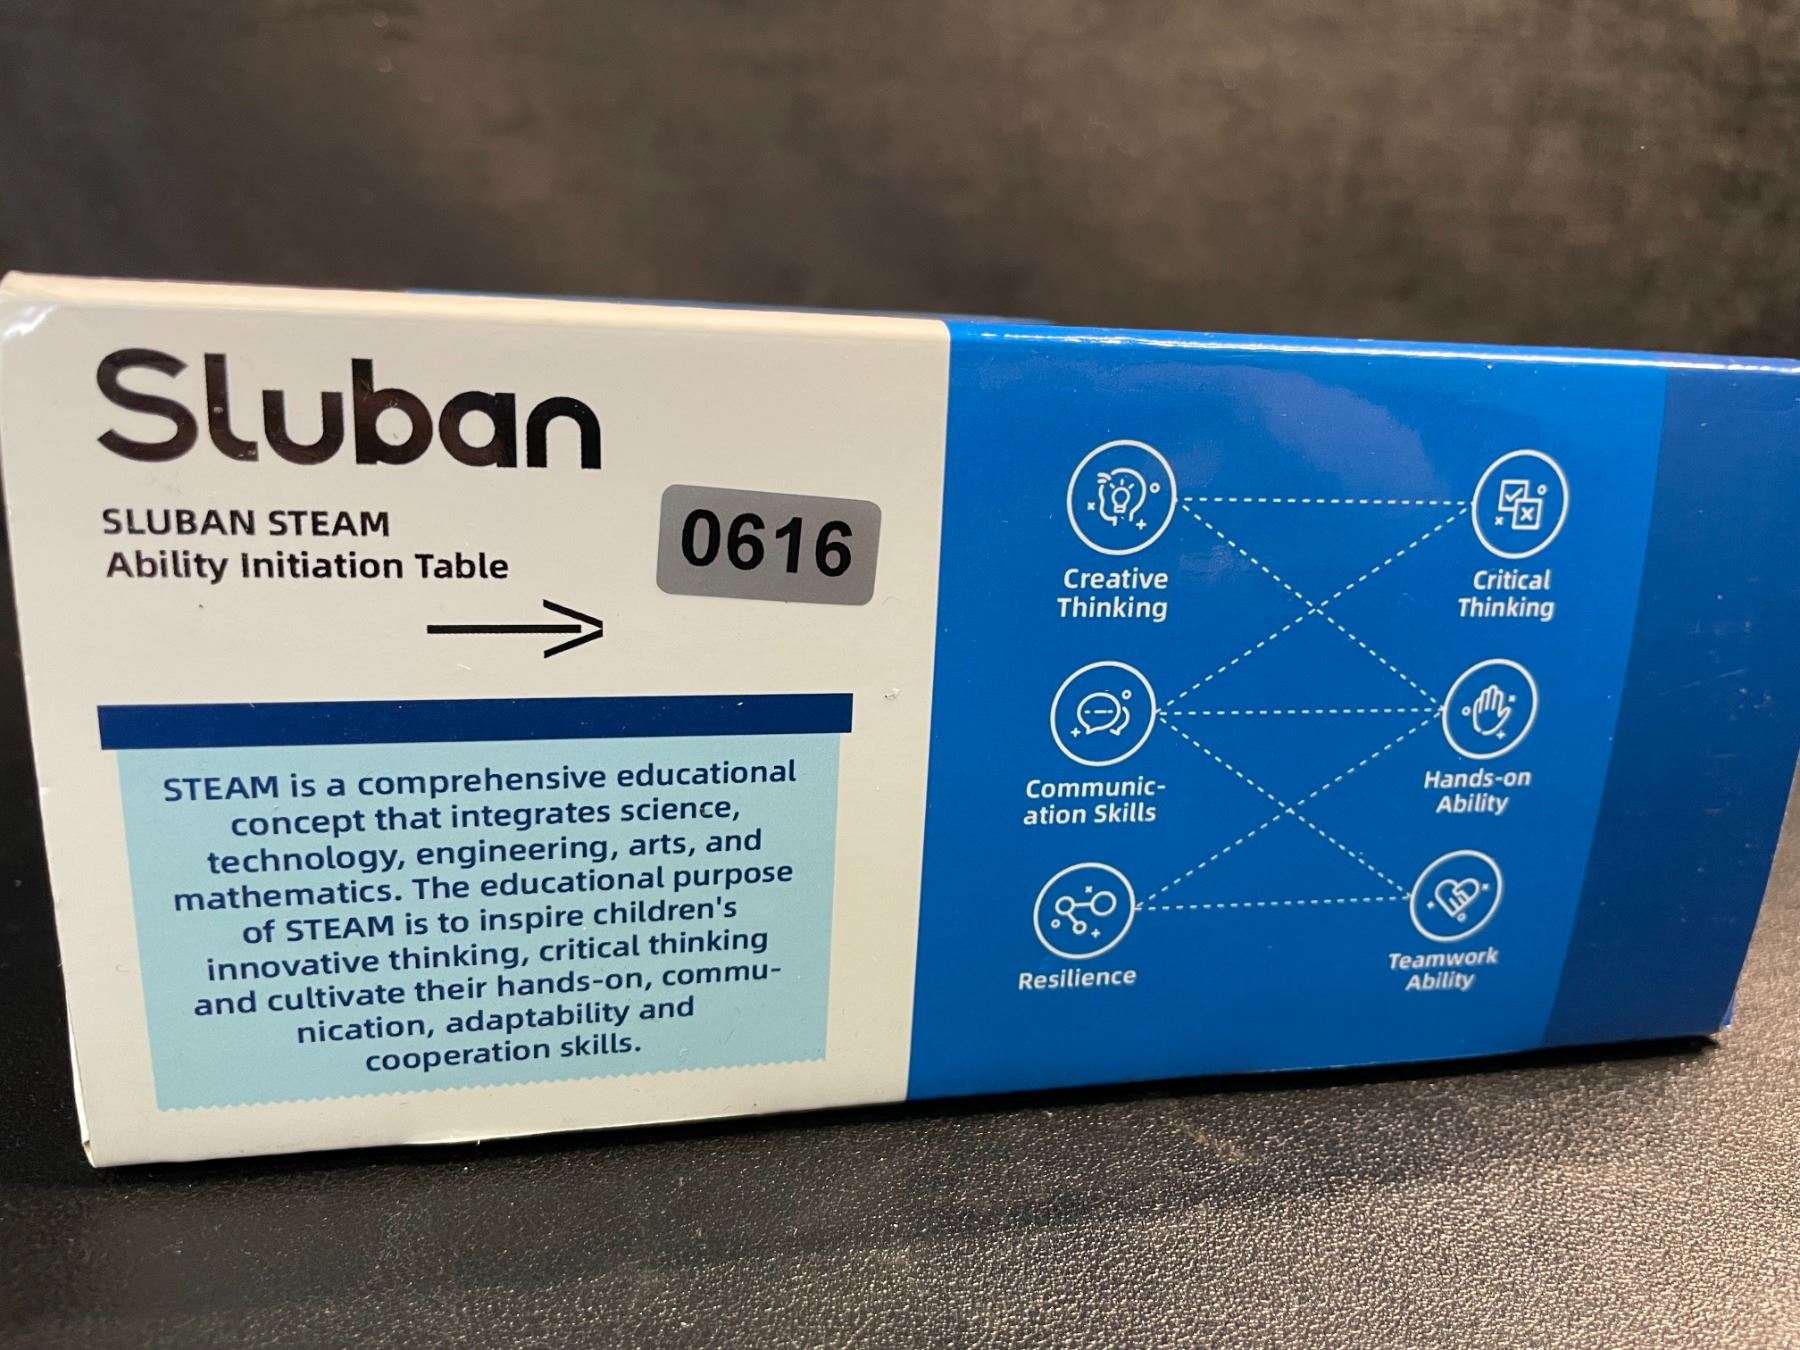 Sluban
SLUBAN STEAM
Ability Initiation Table
0616
STEAM is a comprehensive educational
concept that integrates science,
technology, engineering, arts, and
mathematics. The educational purpose
of STEAM is to inspire children's
innovative thinking, critical thinking
and cultivate their hands-on, commu-
nication, adaptability and
cooperation skills.
Creative
Thinking
Critical
Thinking
Communic-
ation Skills
Hands-on
Ability
Resilience
Teamwork
Ability